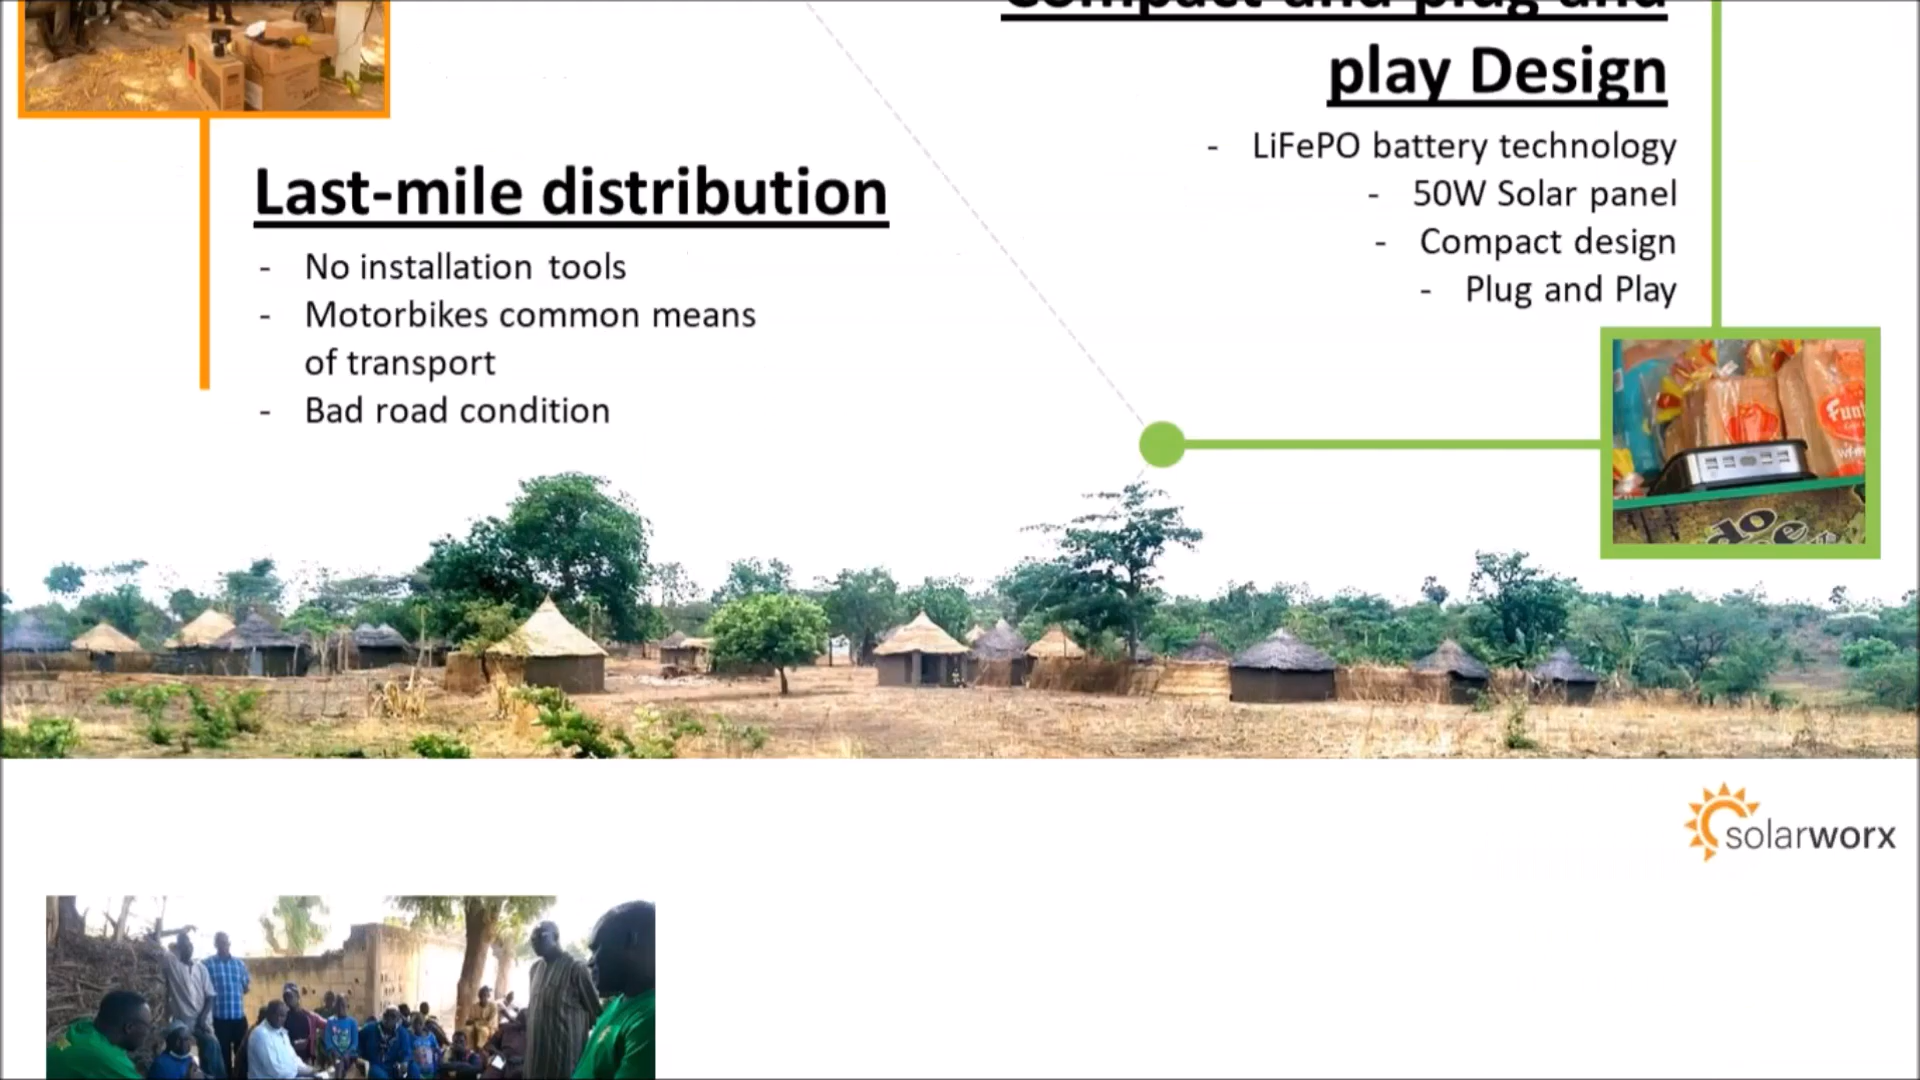 Compact and plug and
play Design
- LiFePO battery technology
- 50W Solar panel
- Compact design
- Plug and Play
Last-mile distribution
- No installation tools
- Motorbikes common means
of transport
- Bad road condition
solarworx